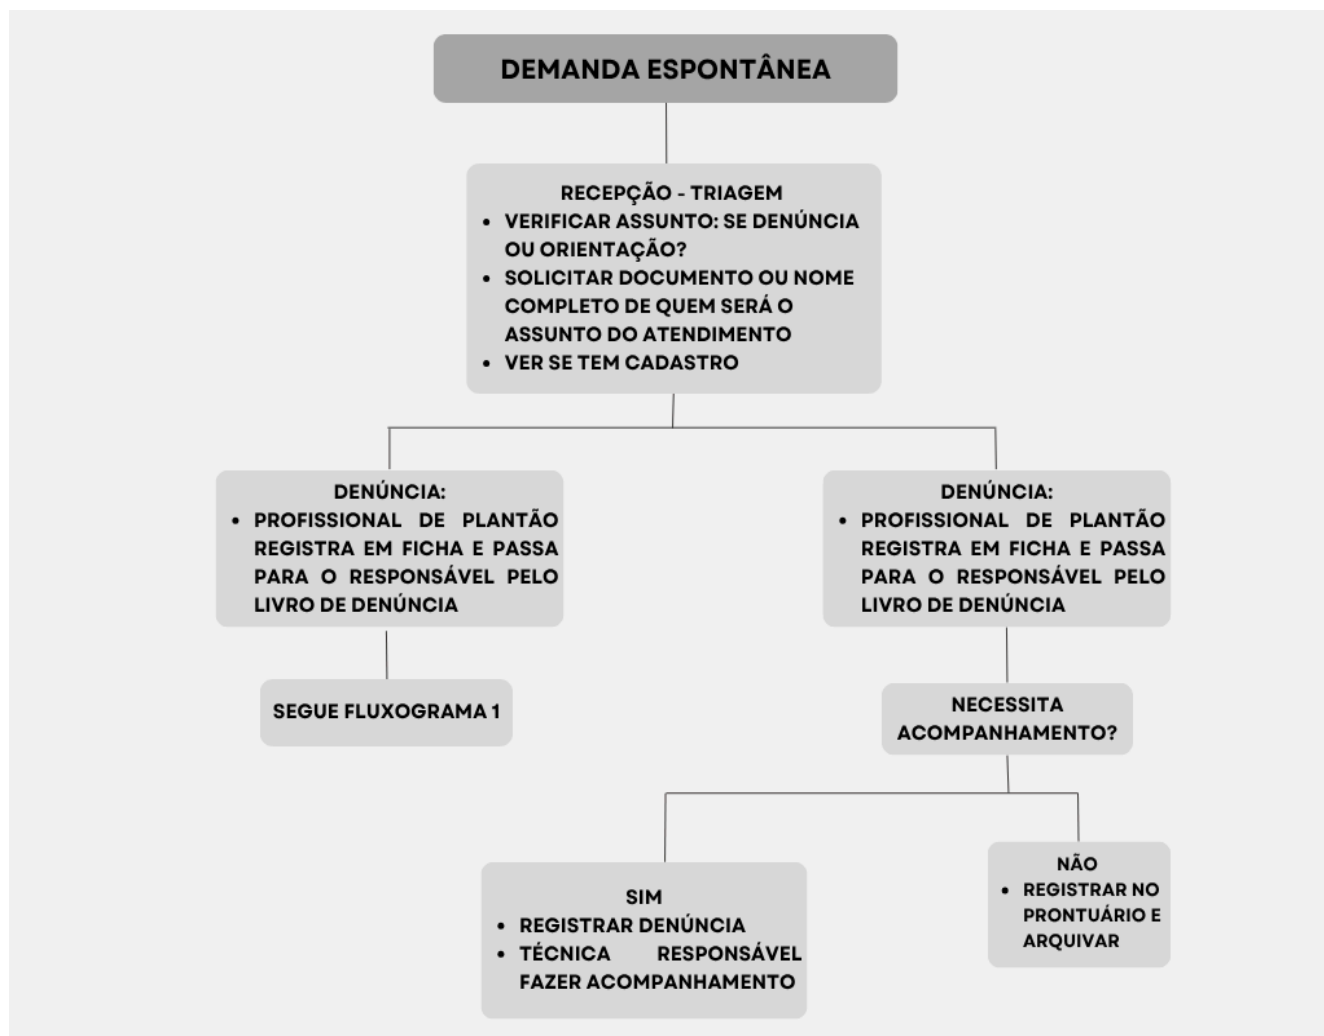 DEMANDA ESPONTÂNEA
RECEPÇÃO - TRIAGEM
• VERIFICAR ASSUNTO: SE DENÚNCIA
OU ORIENTAÇÃO?
• SOLICITAR DOCUMENTO OU NOME
COMPLETO DE QUEM SERÁ O
ASSUNTO DO ATENDIMENTO
• VER SE TEM CADASTRO
DENÚNCIA:
• PROFISSIONAL DE PLANTÃO
REGISTRA EM FICHA E PASSA
PARA O RESPONSÁVEL PELO
LIVRO DE DENÚNCIA
SEGUE FLUXOGRAMA 1
DENÚNCIA:
• PROFISSIONAL DE PLANTÃO
REGISTRA EM FICHA E PASSA
PARA O RESPONSÁVEL PELO
LIVRO DE DENÚNCIA
NECESSITA
ACOMPANHAMENTO?
SIM
• REGISTRAR DENÚNCIA
• TÉCNICA RESPONSÁVEL
FAZER ACOMPANHAMENTO
NÃO
• REGISTRAR NO
PRONTUÁRIO E
ARQUIVAR